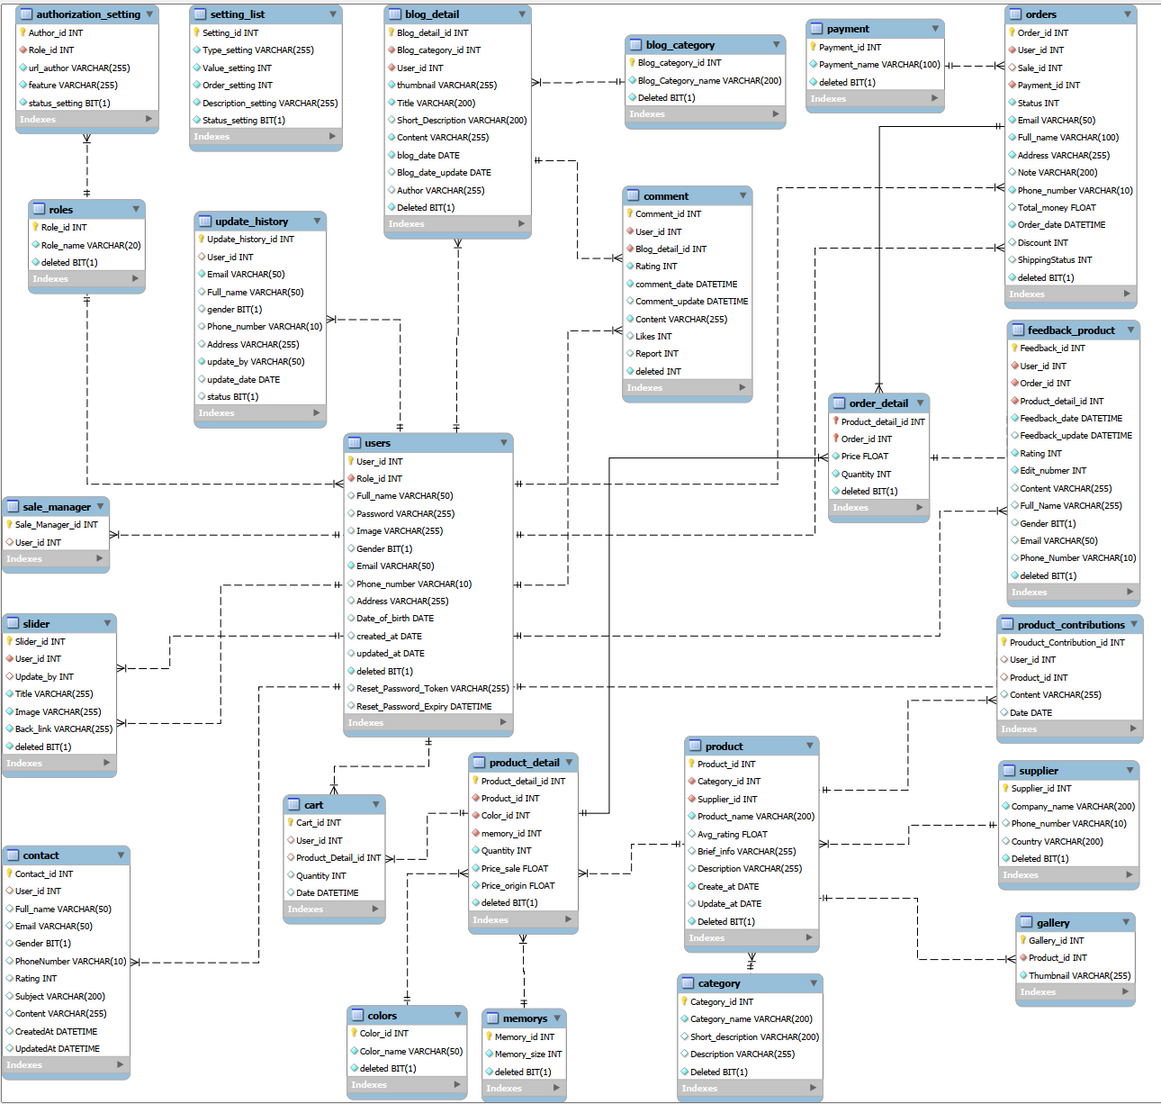 authorization_setting
Author_id INT
Role_id INT
url_author VARCHAR(255)
feature VARCHAR(255)
status_setting BIT(1)
Indexes
setting_list
Setting_id INT
Type_setting VARCHAR(255)
Value_setting INT
Order_setting INT
Description_setting VARCHAR(255)
Status_setting BIT(1)
Indexes
blog_detail
Blog_detail_id INT
Blog_category_id INT
User_id INT
thumbnail VARCHAR(255)
Title VARCHAR(200)
Short_Description VARCHAR(200)
Content VARCHAR(255)
blog_date DATE
Blog_date_update DATE
Author VARCHAR(255)
Deleted BIT(1)
Indexes
blog_category
Blog_category_id INT
Blog_Category_name VARCHAR(200)
Deleted BIT(1)
Indexes
payment
Payment_id INT
Payment_name VARCHAR(100)
deleted BIT(1)
Indexes
orders
Order_id INT
User_id INT
Sale_id INT
Payment_id INT
Status INT
Email VARCHAR(50)
Full_name VARCHAR(100)
Address VARCHAR(255)
Note VARCHAR(200)
Phone_number VARCHAR(10)
Total_money FLOAT
Order_date DATETIME
Discount INT
ShippingStatus INT
deleted BIT(1)
Indexes
roles
Role_id INT
Role_name VARCHAR(20)
deleted BIT(1)
Indexes
update_history
Update_history_id INT
User_id INT
Email VARCHAR(50)
Full_name VARCHAR(50)
gender BIT(1)
Phone_number VARCHAR(10)
Address VARCHAR(255)
update_by VARCHAR(50)
update_date DATE
status BIT(1)
Indexes
comment
Comment_id INT
User_id INT
Blog_detail_id INT
Rating INT
comment_date DATETIME
Comment_update DATETIME
Content VARCHAR(255)
Likes INT
Report INT
deleted INT
Indexes
feedback_product
Feedback_id INT
User_id INT
Order_id INT
Product_detail_id INT
Feedback_date DATETIME
Feedback_update DATETIME
Rating INT
Edit_nubmer INT
Content VARCHAR(255)
Full_Name VARCHAR(255)
Gender BIT(1)
Email VARCHAR(50)
Phone_Number VARCHAR(10)
deleted BIT(1)
Indexes
order_detail
Product_detail_id INT
Order_id INT
Price FLOAT
Quantity INT
deleted BIT(1)
Indexes
users
User_id INT
Role_id INT
Full_name VARCHAR(50)
Password VARCHAR(255)
Image VARCHAR(255)
Gender BIT(1)
Email VARCHAR(50)
Phone_number VARCHAR(10)
Address VARCHAR(255)
Date_of_birth DATE
created_at DATE
updated_at DATE
deleted BIT(1)
Reset_Password_Token VARCHAR(255)
Reset_Password_Expiry DATETIME
Indexes
sale_manager
Sale_Manager_id INT
User_id INT
Indexes
slider
Slider_id INT
User_id INT
Update_by INT
Title VARCHAR(255)
Image VARCHAR(255)
Back_link VARCHAR(255)
deleted BIT(1)
Indexes
product_contributions
Prouduct_Contribution_id INT
User_id INT
Product_id INT
Content VARCHAR(255)
Date DATE
Indexes
product_detail
Product_detail_id INT
Product_id INT
Color_id INT
memory_id INT
Quantity INT
Price_sale FLOAT
Price_origin FLOAT
deleted BIT(1)
Indexes
product
Product_id INT
Category_id INT
Supplier_id INT
Product_name VARCHAR(200)
Avg_rating FLOAT
Brief_info VARCHAR(255)
Description VARCHAR(255)
Create_at DATE
Update_at DATE
Deleted BIT(1)
Indexes
supplier
Supplier_id INT
Company_name VARCHAR(200)
Phone_number VARCHAR(10)
Country VARCHAR(200)
Deleted BIT(1)
Indexes
cart
Cart_id INT
User_id INT
Product_Detail_id INT
Quantity INT
Date DATETIME
Indexes
contact
Contact_id INT
User_id INT
Full_name VARCHAR(50)
Email VARCHAR(50)
Gender BIT(1)
PhoneNumber VARCHAR(10)
Rating INT
Subject VARCHAR(200)
Content VARCHAR(255)
CreatedAt DATETIME
UpdatedAt DATETIME
Indexes
gallery
Gallery_id INT
Product_id INT
Thumbnail VARCHAR(255)
Indexes
colors
Color_id INT
Color_name VARCHAR(50)
deleted BIT(1)
Indexes
memorys
Memory_id INT
Memory_size INT
deleted BIT(1)
Indexes
category
Category_id INT
Category_name VARCHAR(200)
Short_description VARCHAR(200)
Description VARCHAR(255)
Deleted BIT(1)
Indexes